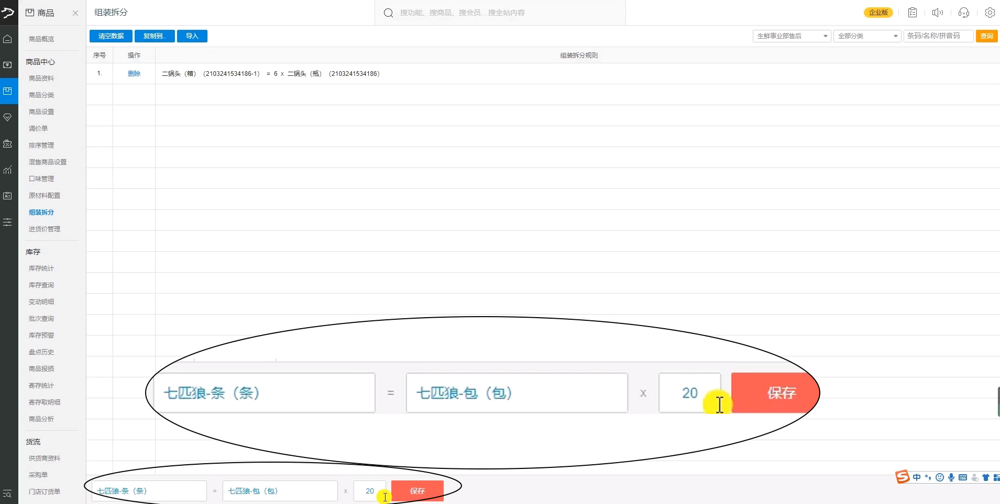 商品
组装拆分
搜功能、搜商品、搜会员...搜全站内容
企业版
清空数据
复制到..
导入
生鲜事业部售后
全部分类
条码/名称/拼音码
查询
商品概览
商品中心
商品资料
商品分类
商品设置
调价单
排序管理
混售商品设置
口味管理
原材料配置
组装拆分
进货价管理
库存
库存统计
库存查询
变动明细
批次查询
库存预警
盘点历史
商品报损
寄存统计
寄存取明细
商品分析
货流
供货商资料
采购单
门店订货单
序号 操作 组装拆分规则
1. 删除 二锅头（箱）（2103241534186-1） = 6 x 二锅头（瓶）（2103241534186）
七匹狼-条（条） = 七匹狼-包（包） x 20 保存
七匹狼-条（条） = 七匹狼-包（包） x 20 保存
S 中